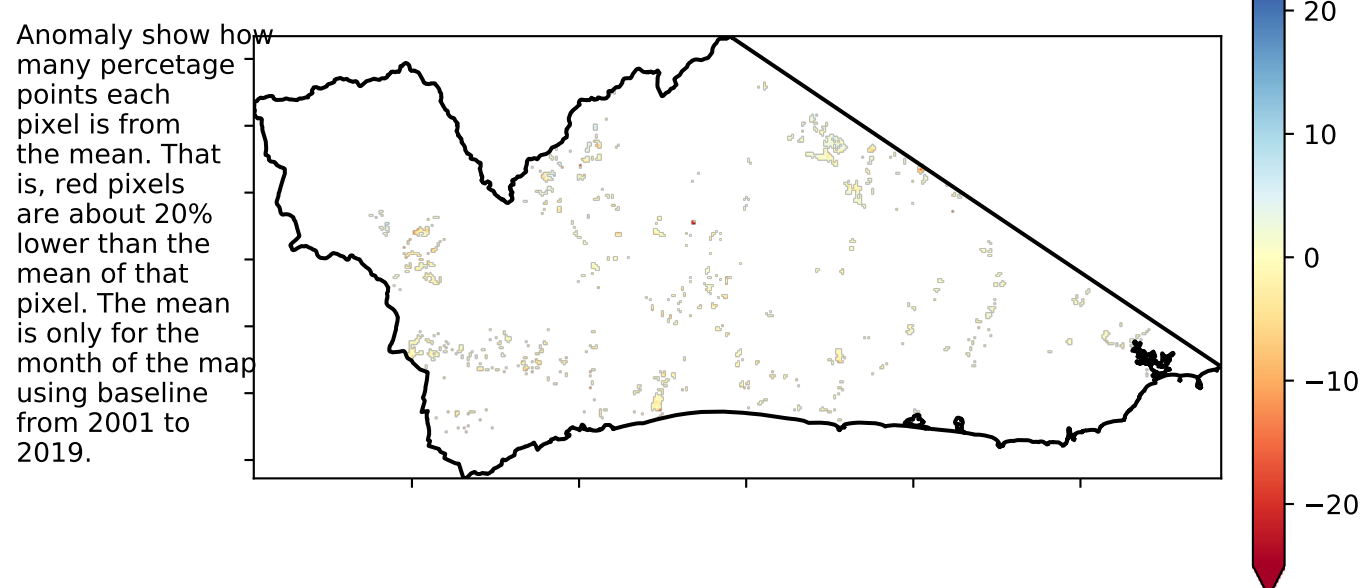 Anomaly show how
many percetage
points each
pixel is from
the mean. That
is, red pixels
are about 20%
lower than the
mean of that
pixel. The mean
is only for the
month of the map
using baseline
from 2001 to
2019.
20
10
0
−10
−20